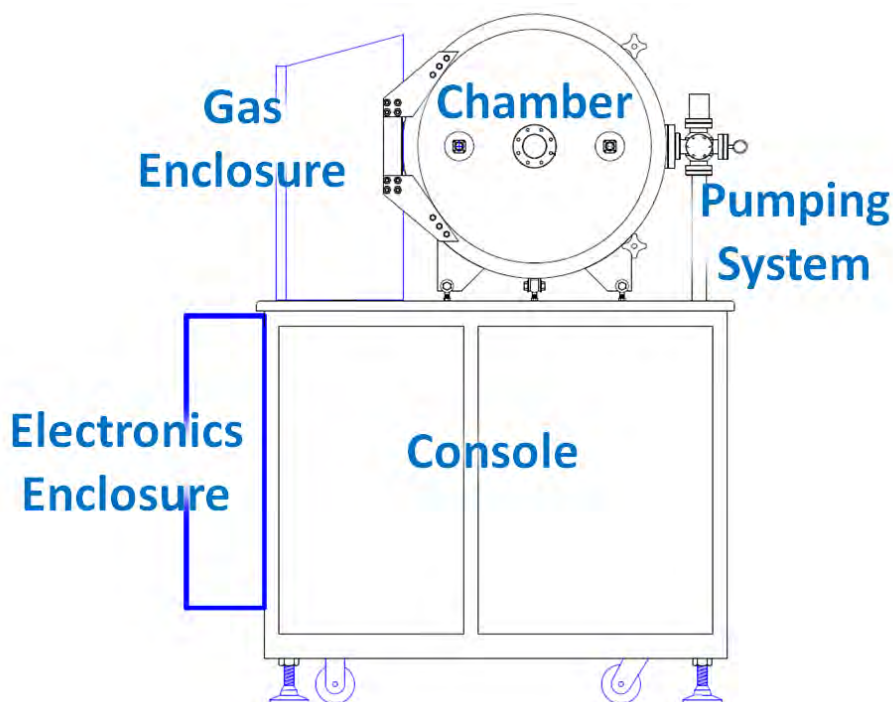 Gas
Enclosure
Chamber
Pumping
System
Electronics
Enclosure
Console